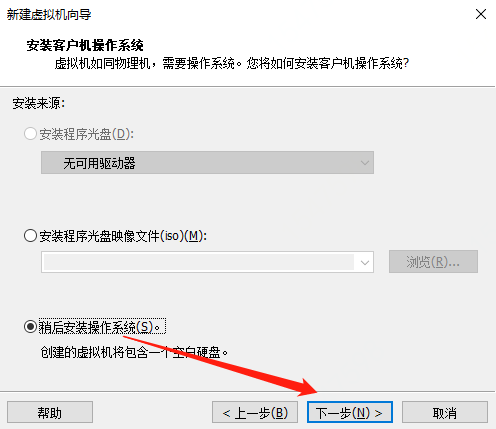 新建虚拟机向导
安装客户机操作系统
虚拟机如同物理机，需要操作系统。您将如何安装客户机操作系统?
安装来源:
安装程序光盘(D):
无可用驱动器
安装程序光盘映像文件(iso)(M):
浏览(R)...
稍后安装操作系统(S)。
创建的虚拟机将包含一个空白硬盘。
帮助
< 上一步(B)
下一步(N) >
取消